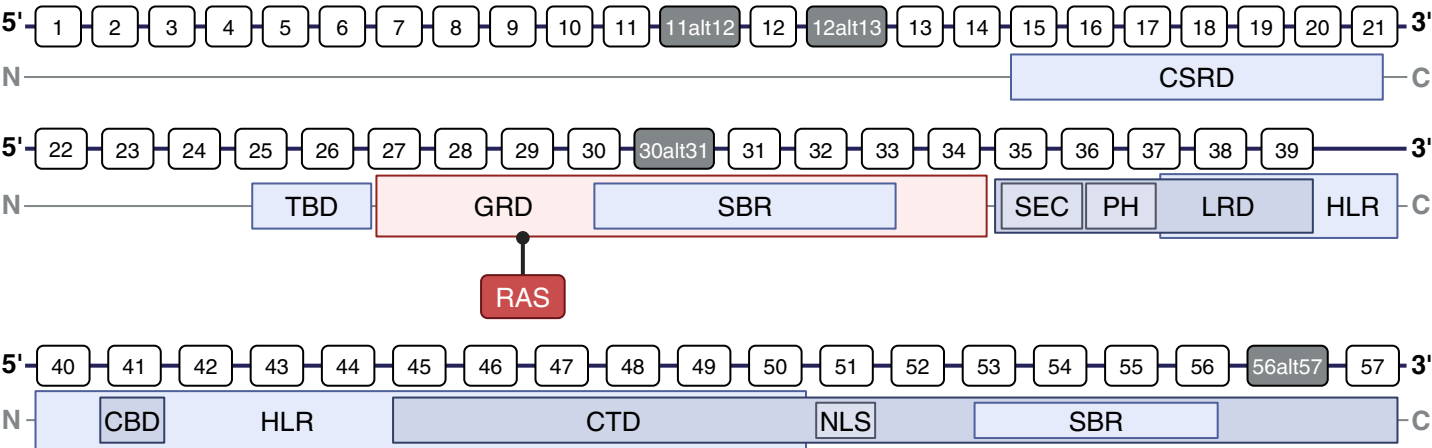 5' 1 2 3 4 5 6 7 8 9 10 11 11alt12 12 12alt13 13 14 15 16 17 18 19 20 21 3'
N CSRD C
5' 22 23 24 25 26 27 28 29 30 30alt31 31 32 33 34 35 36 37 38 39 3'
N TBD GRD SBR SEC PH LRD HLR C
RAS
5' 40 41 42 43 44 45 46 47 48 49 50 51 52 53 54 55 56 56alt57 57 3'
N CBD HLR CTD NLS SBR C